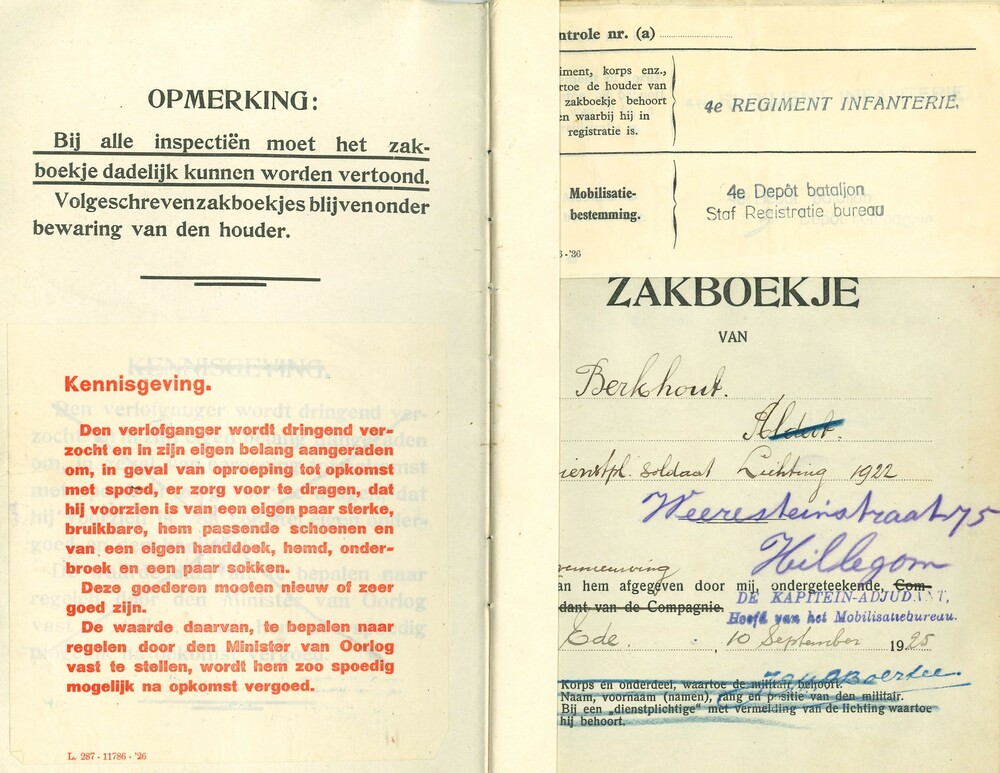 OPMERKING:
Bij alle inspectiën moet het zak-
boekje dadelijk kunnen worden vertoond.
Volgeschreven zakboekjes blijven onder
bewaring van den houder.
KENNISGEVING.
Kennisgeving.
Den verlofganger wordt dringend ver-
zocht en in zijn eigen belang aangeraden
om, in geval van oproeping tot opkomst
met spoed, er zorg voor te dragen, dat
hij voorzien is van een eigen paar sterke,
bruikbare, hem passende schoenen en
van een eigen handdoek, hemd, onder-
broek en een paar sokken.
Deze goederen moeten nieuw of zeer
goed zijn.
De waarde daarvan, te bepalen naar
regelen door den Minister van Oorlog
vast te stellen, wordt hem zoo spoedig
mogelijk na opkomst vergoed.
L. 287 - 11786 - '26
ntrole nr. (a)
iment, korps enz.,
rtoe de houder van
zakboekje behoort
en waarbij hij in
registratie is.
4e REGIMENT INFANTERIE.
Mobilisatie-
bestemming.
4e Depôt bataljon
Staf Registratie bureau
-'36
ZAKBOEKJE
VAN
Berkhout.
ienstpl. soldaat Lichting 1922
Weeresteinstraat 75
Hillegom
an hem afgegeven door mij, ondergeteekende, Com-
dant van de Compagnie.
DE KAPITEIN-ADJUDANT,
Hoofd van het Mobilisatiebureau.
Ede. , 10 September 1925
Korps en onderdeel, waartoe de militair behoort.
Naam, voornaam (namen), rang en positie van den militair.
Bij een „dienstplichtige" met vermelding van de lichting waartoe
hij behoort.